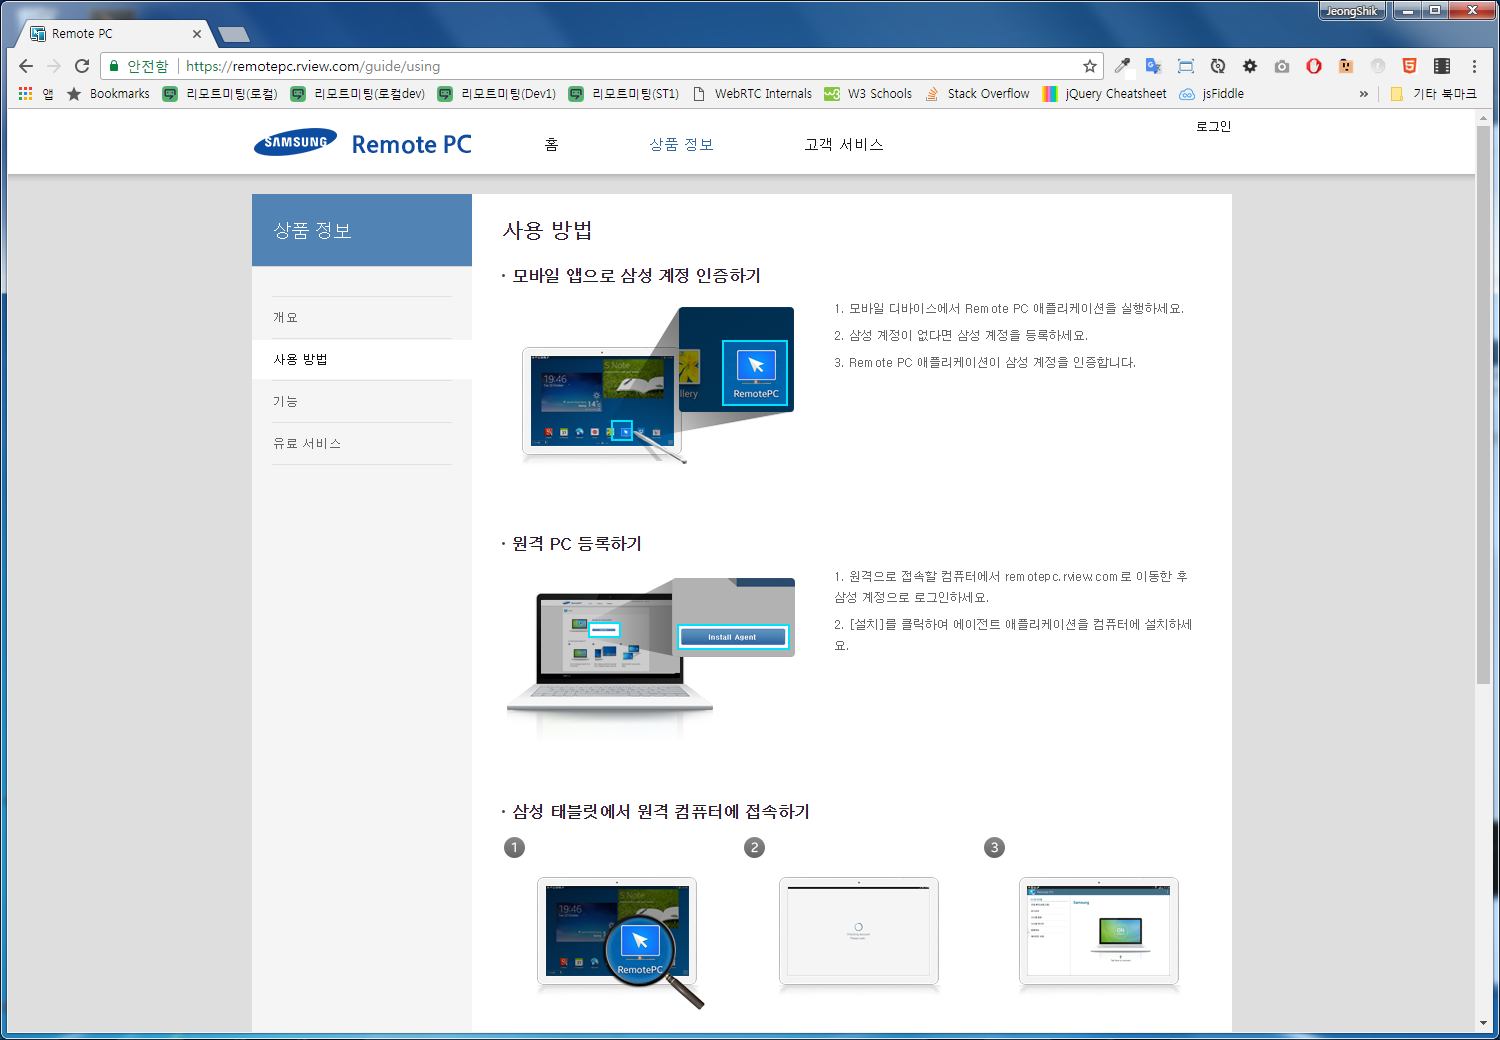 JeongShik
Remote PC
안전함 https://remotepc.rview.com/guide/using
앱 Bookmarks 리모트미팅(로컬) 리모트미팅(로컬dev) 리모트미팅(Dev1) 리모트미팅(ST1) WebRTC Internals W3 Schools Stack Overflow jQuery Cheatsheet jsFiddle » 기타 북마크
SAMSUNG Remote PC 홈 상품 정보 고객 서비스 로그인
상품 정보
개요
사용 방법
기능
유료 서비스
사용 방법
· 모바일 앱으로 삼성 계정 인증하기
19:46
S Note
14°
llery
RemotePC
1. 모바일 디바이스에서 Remote PC 애플리케이션을 실행하세요.
2. 삼성 계정이 없다면 삼성 계정을 등록하세요.
3. Remote PC 애플리케이션이 삼성 계정을 인증합니다.
· 원격 PC 등록하기
Install Agent
1. 원격으로 접속할 컴퓨터에서 remotepc.rview.com로 이동한 후
삼성 계정으로 로그인하세요.
2. [설치]를 클릭하여 에이전트 애플리케이션을 컴퓨터에 설치하세
요.
· 삼성 태블릿에서 원격 컴퓨터에 접속하기
1
2
3
19:46
S Note
RemotePC
Remote PC
Samsung
ON